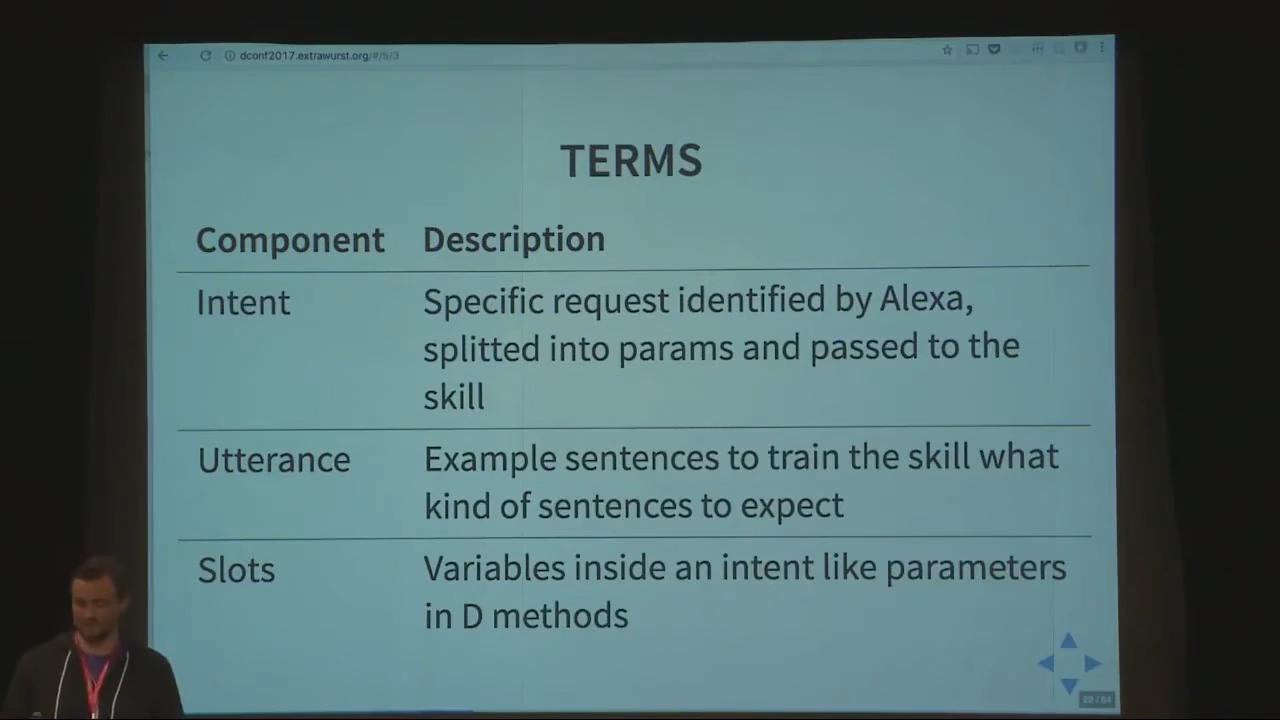 dconf2017.extrawurst.org/#/5/3
TERMS
Component Description
Intent Specific request identified by Alexa,
splitted into params and passed to the
skill
Utterance Example sentences to train the skill what
kind of sentences to expect
Slots Variables inside an intent like parameters
in D methods